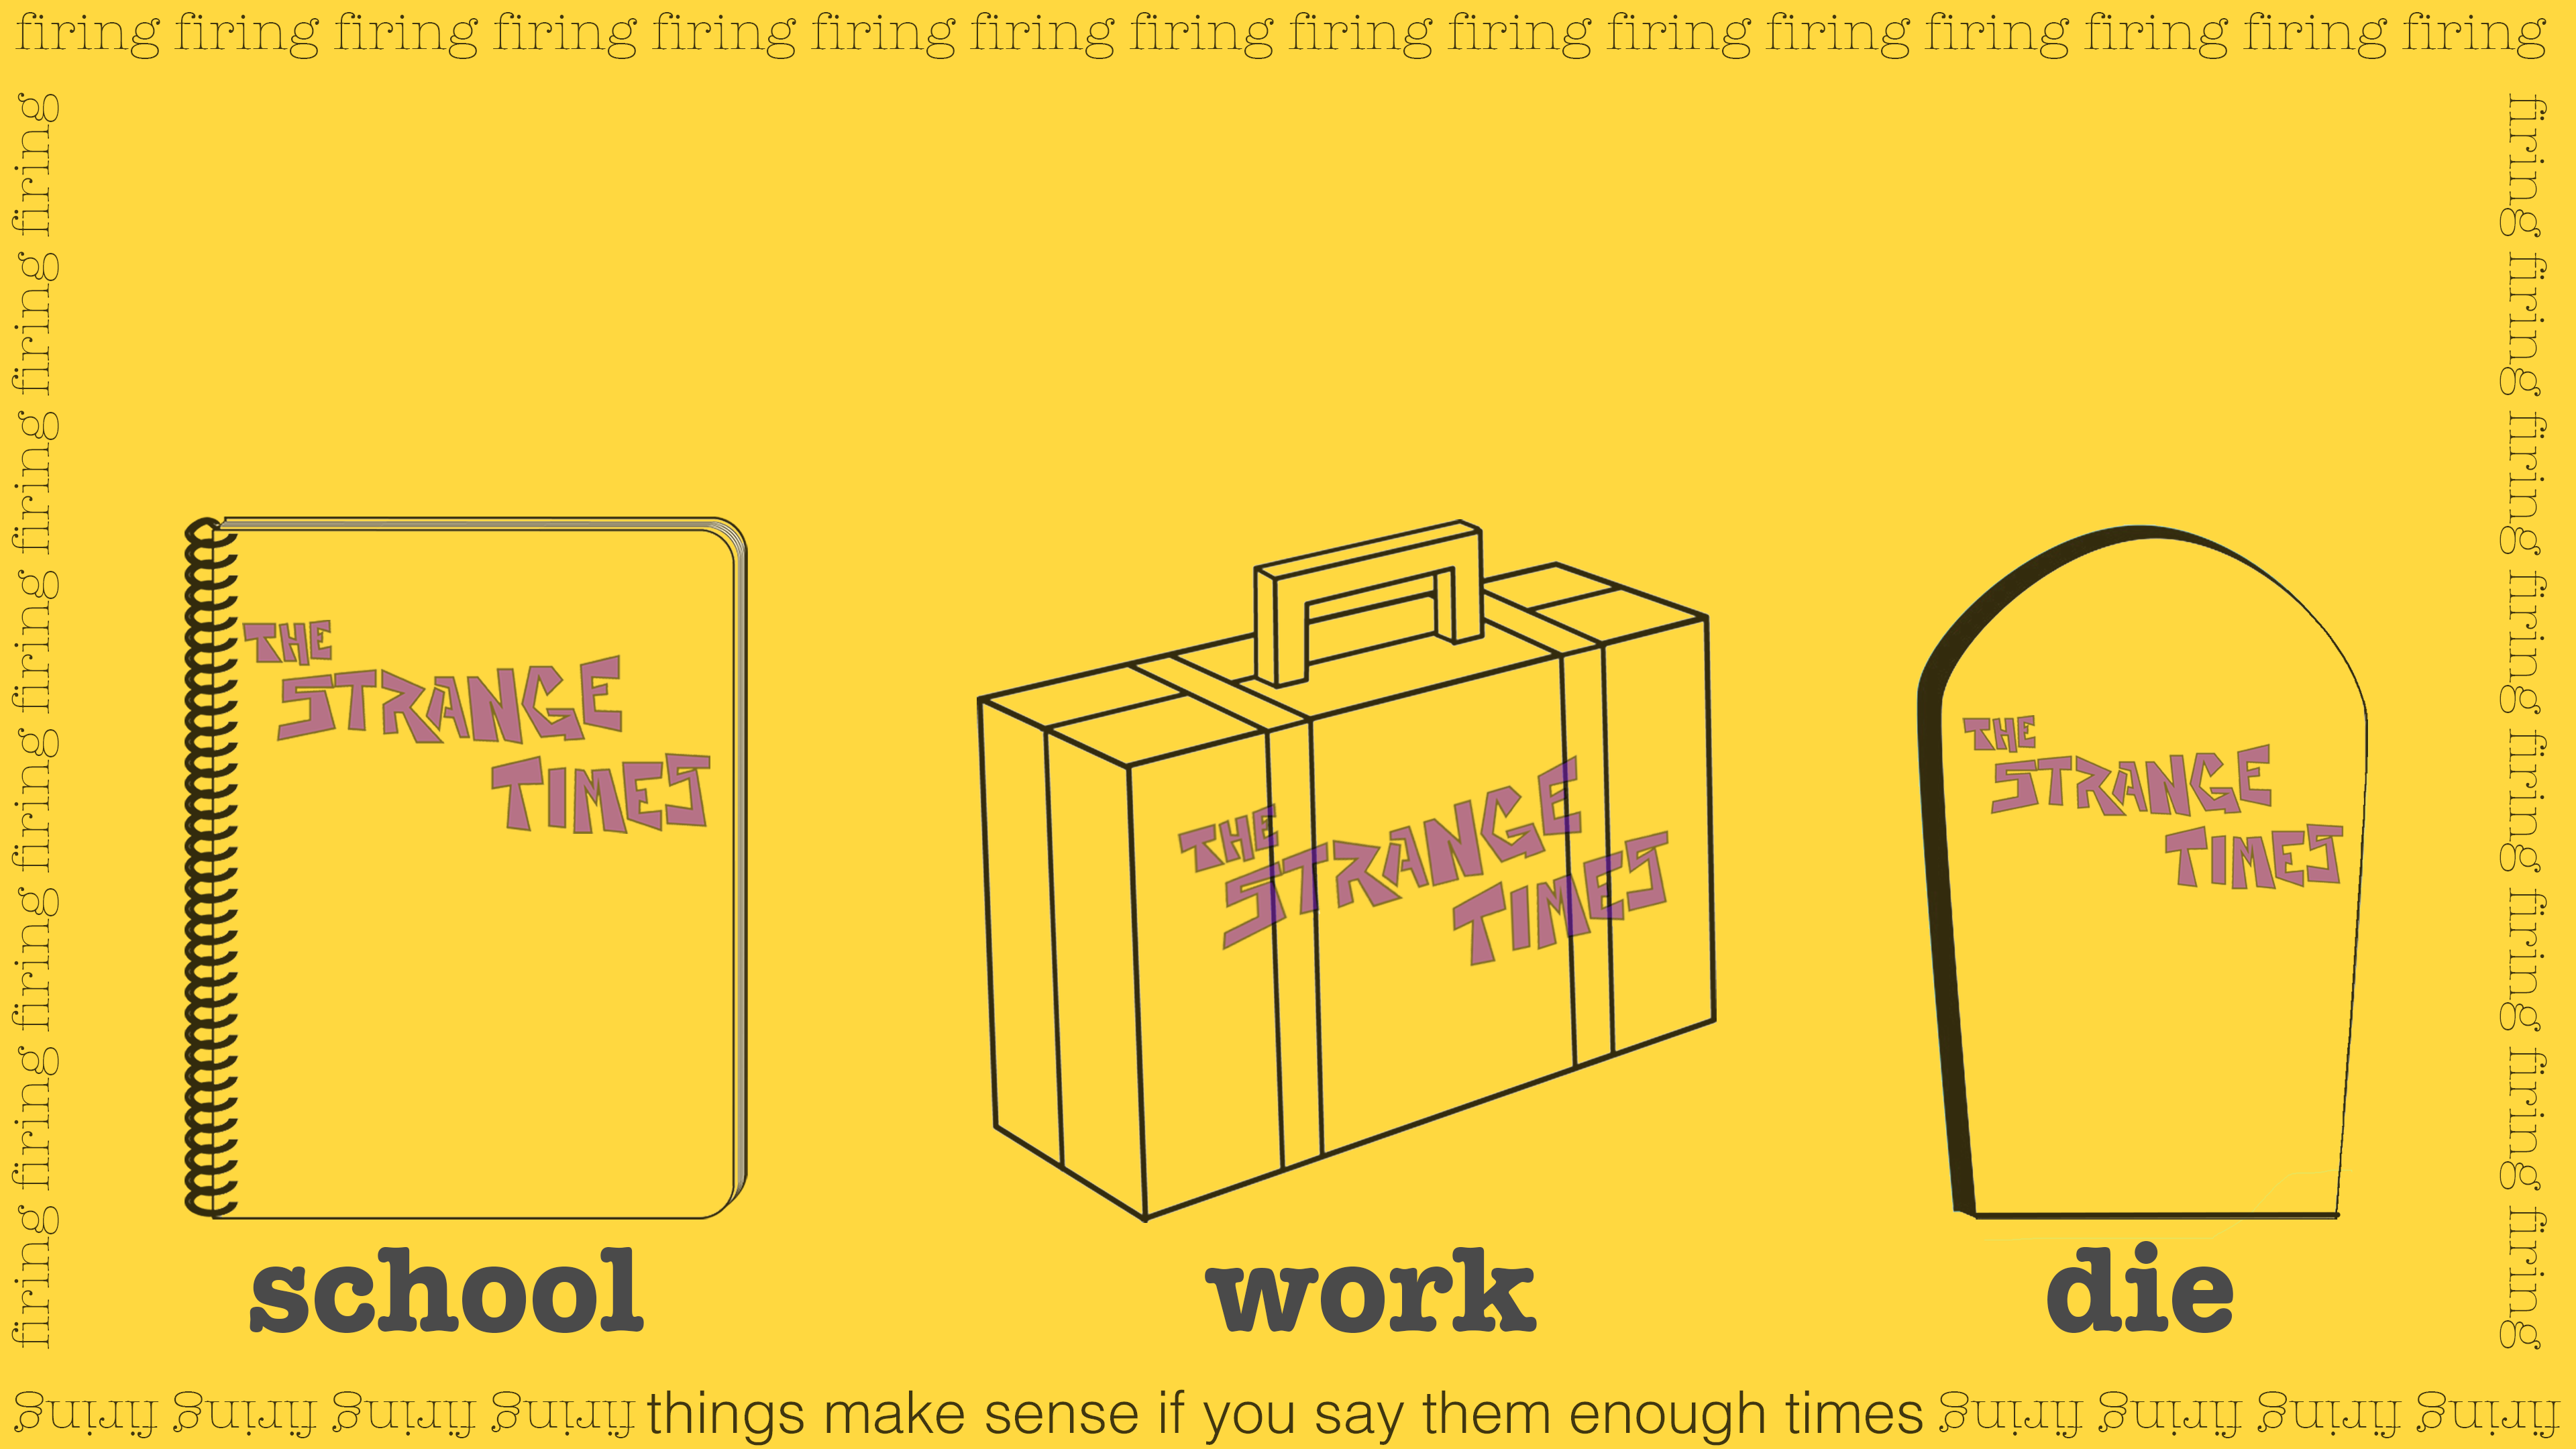 firing firing firing firing firing firing firing firing firing firing firing firing firing firing firing firing
firing firing firing firing firing firing firing firing
THE
STRANGE
TIMES
school
THE
STRANGE
TIMES
work
THE
STRANGE
TIMES
die
firing firing firing firing firing firing firing firing
firing firing firing firing things make sense if you say them enough times firing firing firing firing